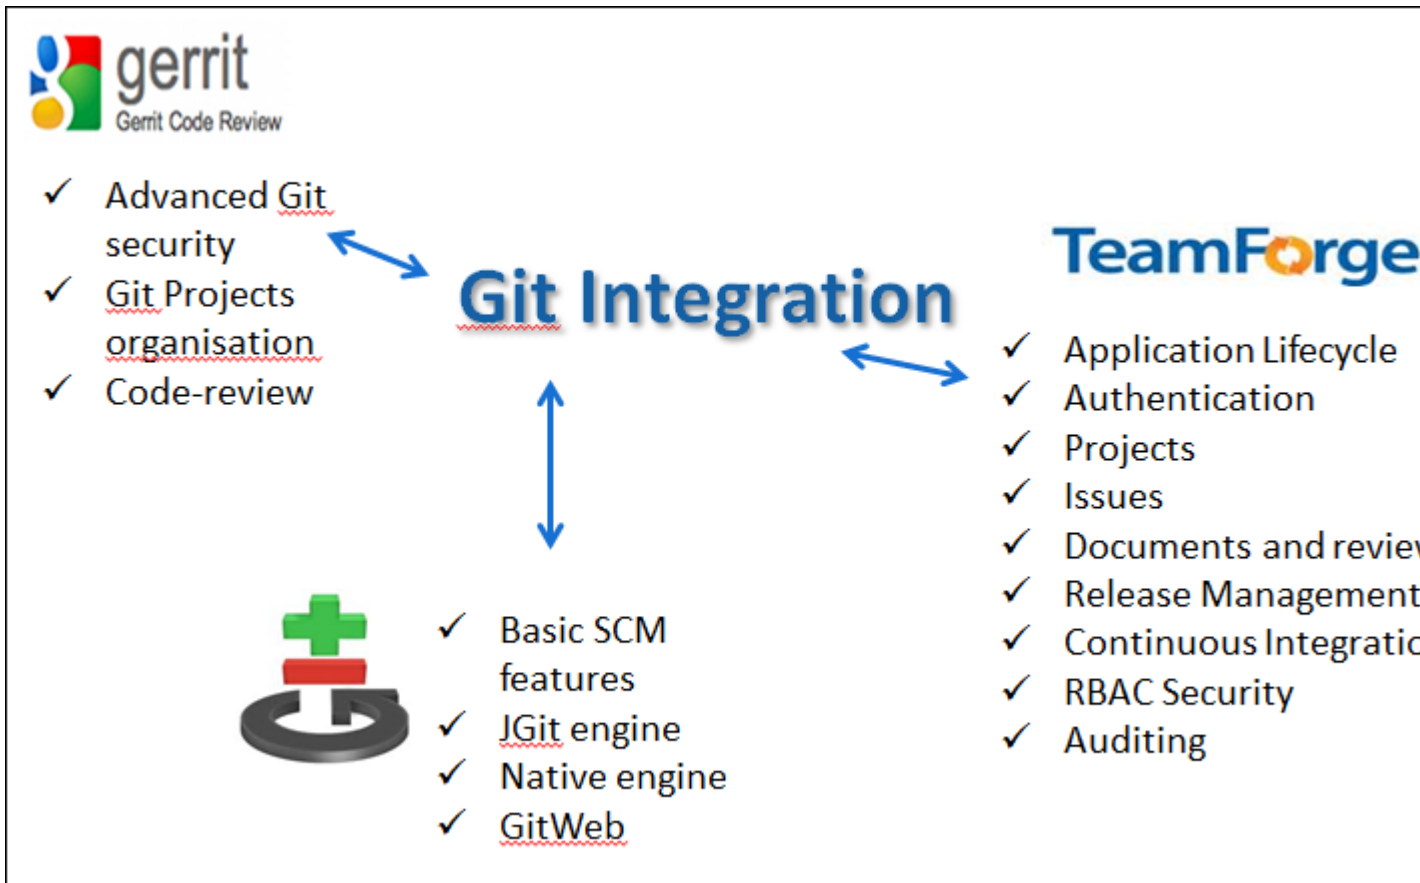 gerrit
Gerrit Code Review
✓ Advanced Git
security
✓ Git Projects
organisation
✓ Code-review
Git Integration
TeamForge
✓ Application Lifecycle
✓ Authentication
✓ Projects
✓ Issues
✓ Documents and review
✓ Release Management
✓ Continuous Integratio
✓ RBAC Security
✓ Auditing
✓ Basic SCM
features
✓ JGit engine
✓ Native engine
✓ GitWeb